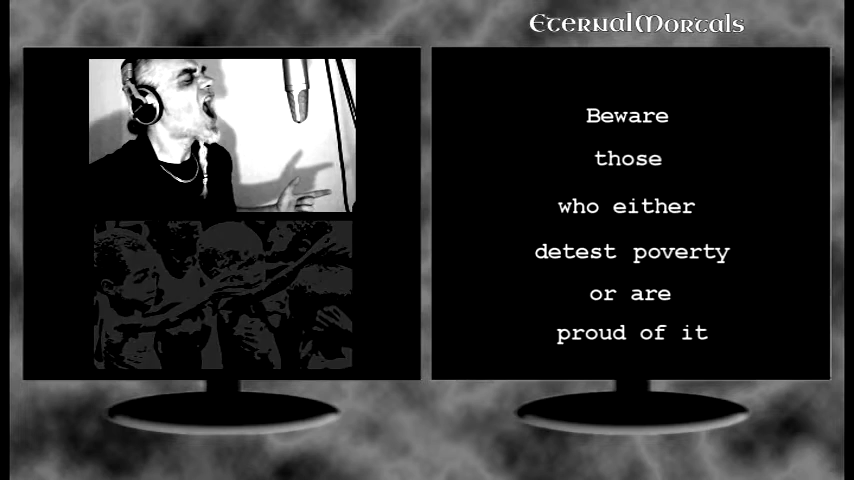 EternalMortals
Beware
those
who either
detest poverty
or are
proud of it